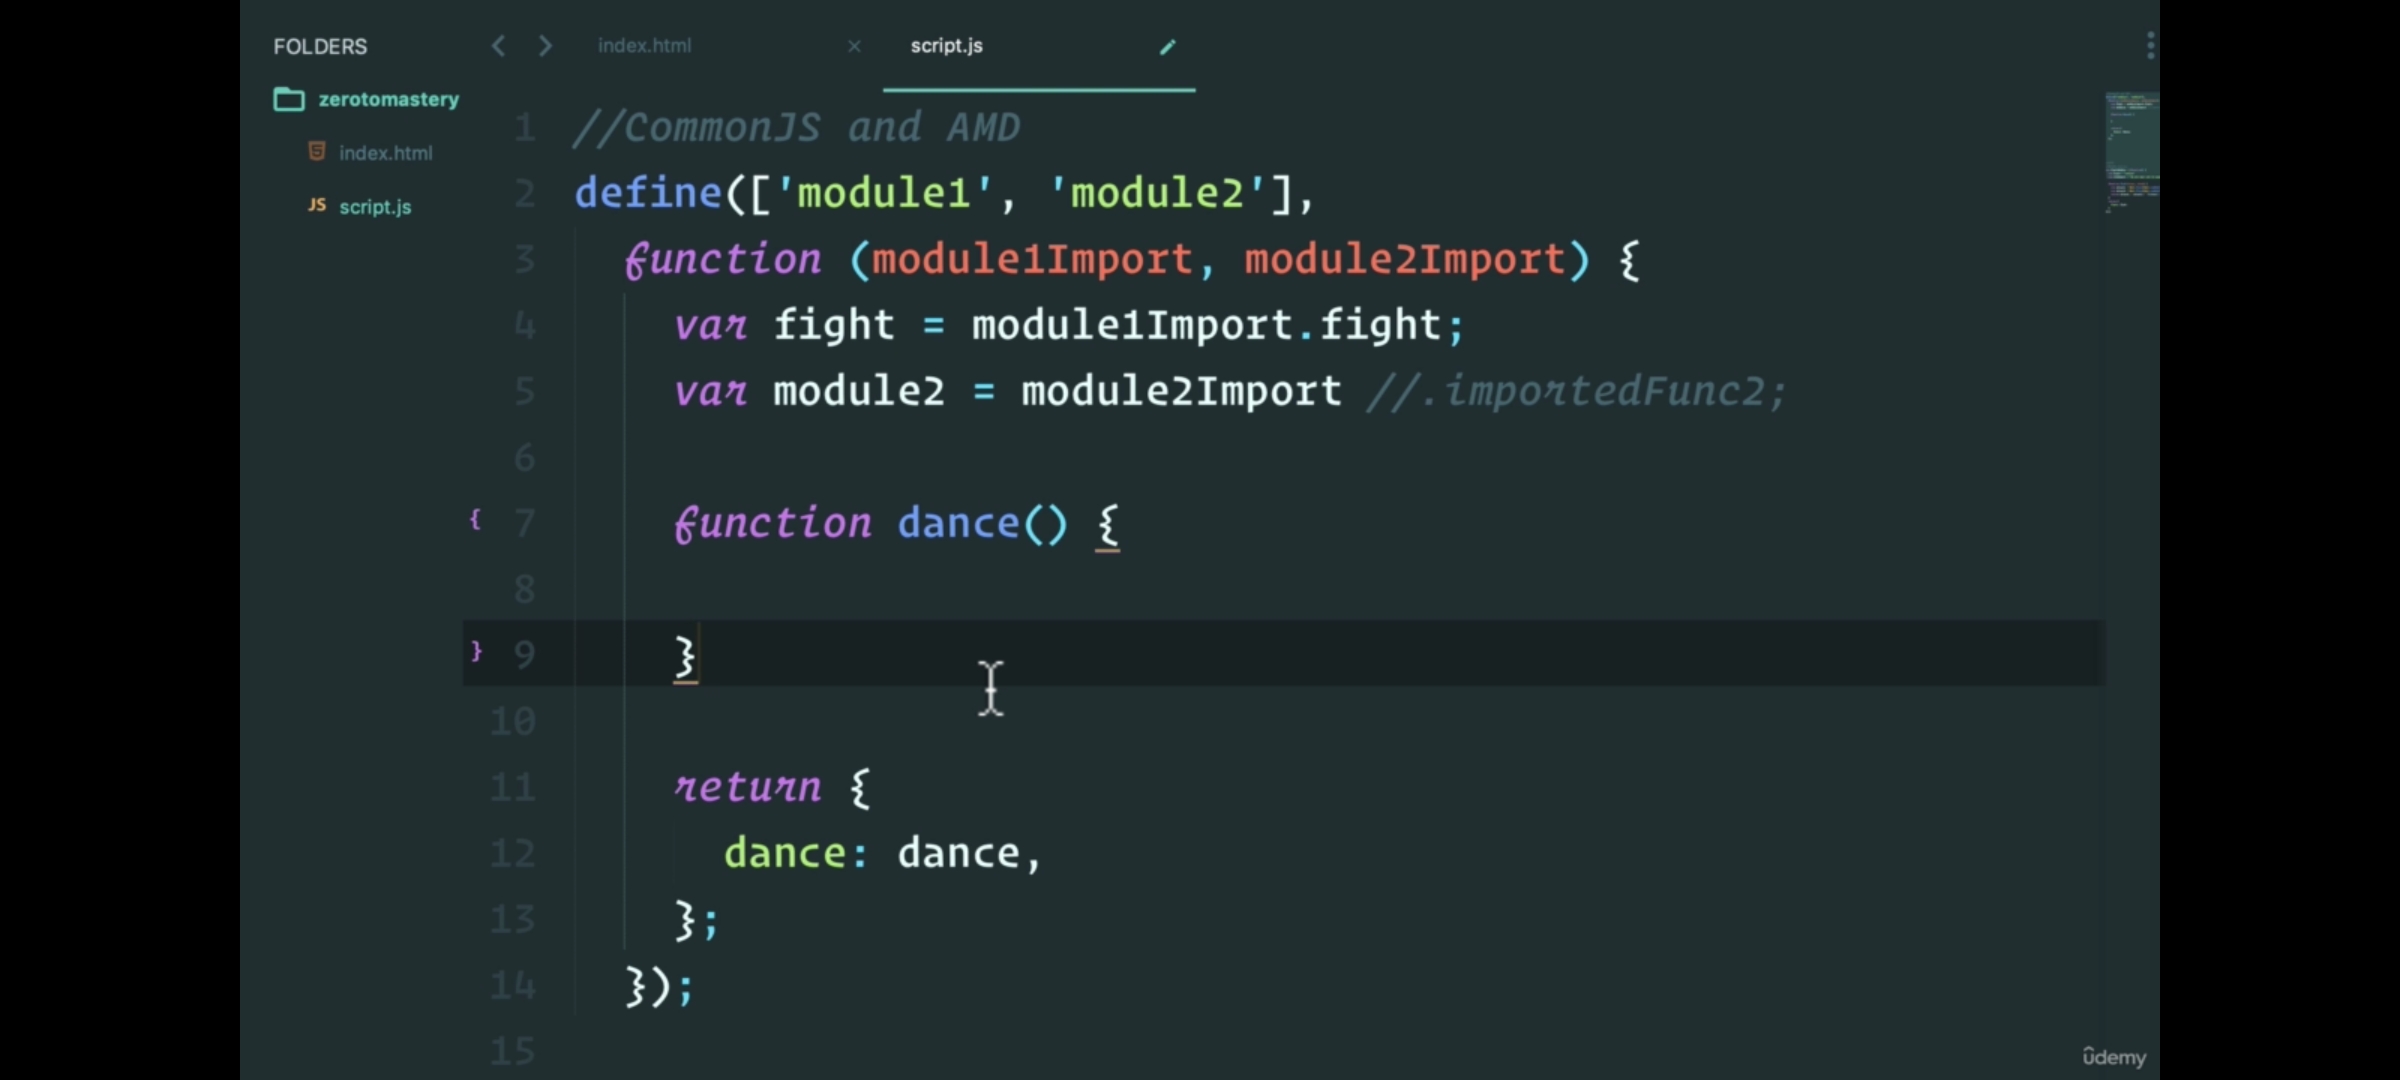 FOLDERS
zerotomastery
index.html
JS script.js
index.html × script.js
1 //CommonJS and AMD
2 define(['module1', 'module2'],
3 function (module1Import, module2Import) {
4 var fight = module1Import.fight;
5 var module2 = module2Import //.importedFunc2;
6
{ 7 function dance() {
8
} 9 }
10
11 return {
12 dance: dance,
13 };
14 });
15
ûdemy